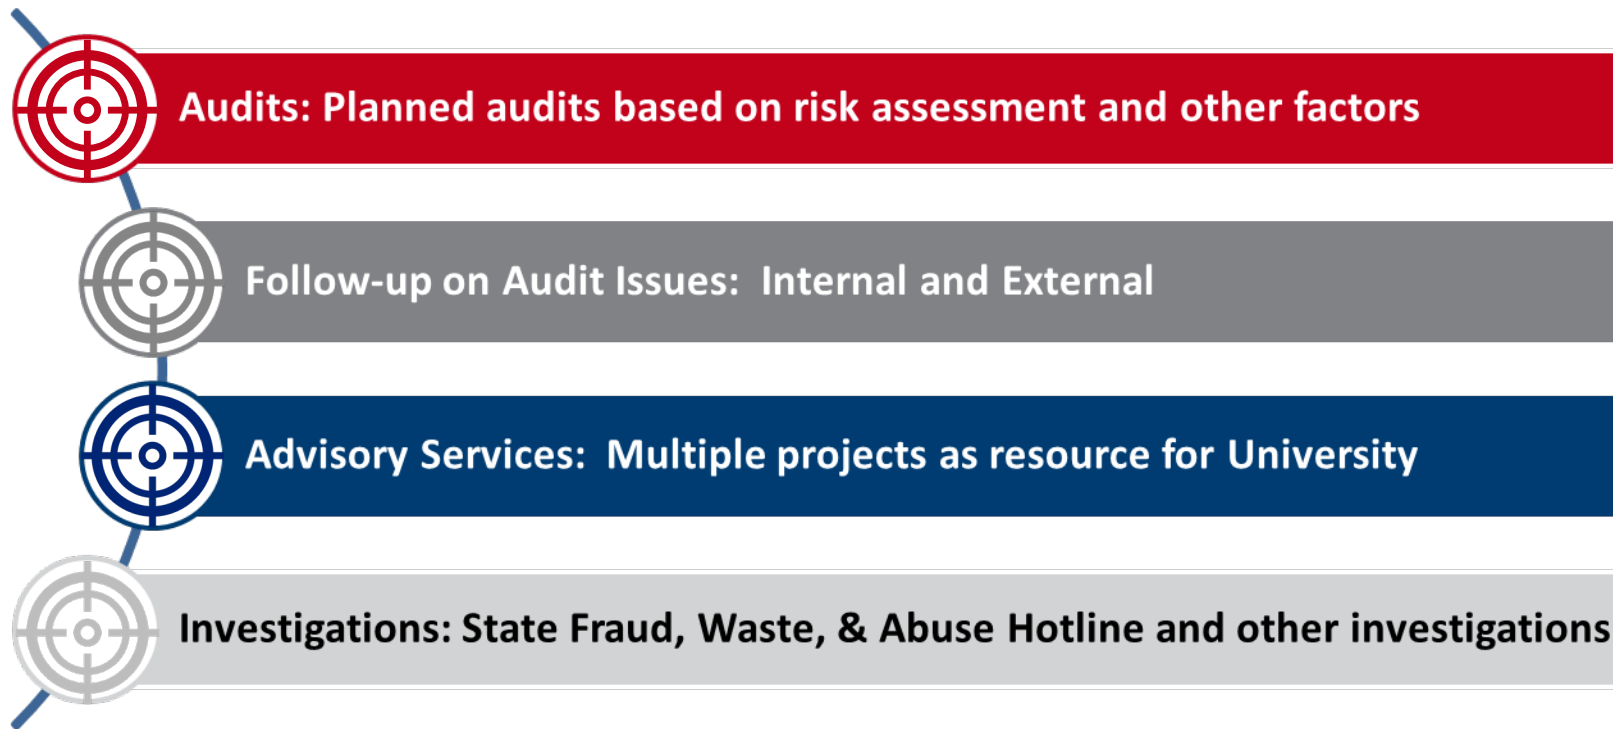 Audits: Planned audits based on risk assessment and other factors
Follow-up on Audit Issues:  Internal and External
Advisory Services:  Multiple projects as resource for University
Investigations: State Fraud, Waste, & Abuse Hotline and other investigations